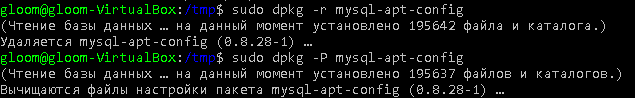 gloom@gloom-VirtualBox:/tmp$ sudo dpkg -r mysql-apt-config
(Чтение базы данных … на данный момент установлено 195642 файла и каталога.)
Удаляется mysql-apt-config (0.8.28-1) …
gloom@gloom-VirtualBox:/tmp$ sudo dpkg -P mysql-apt-config
(Чтение базы данных … на данный момент установлено 195637 файлов и каталогов.)
Вычищаются файлы настройки пакета mysql-apt-config (0.8.28-1) …